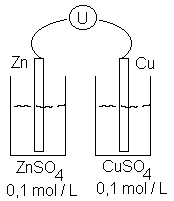 U
Zn Cu
ZnSO4 CuSO4
0,1 mol / L 0,1 mol / L